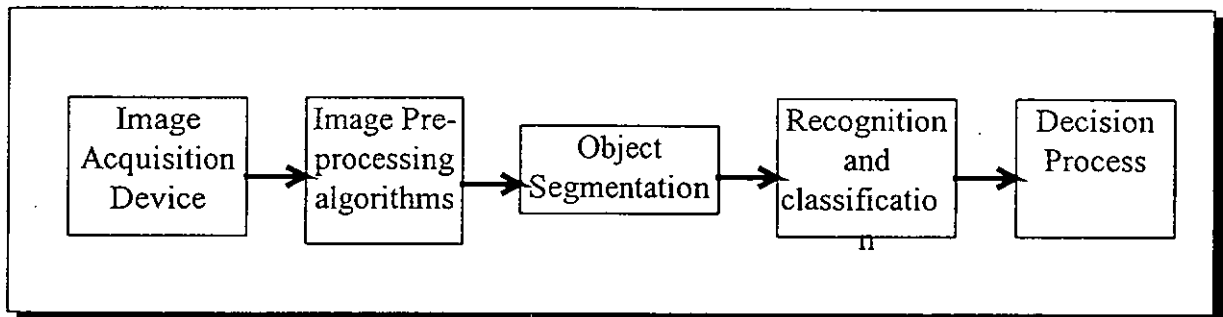 Image
Acquisition
Device
Image Pre-
processing
algorithms
Object
Segmentation
Recognition
and
classificatio
n
Decision
Process